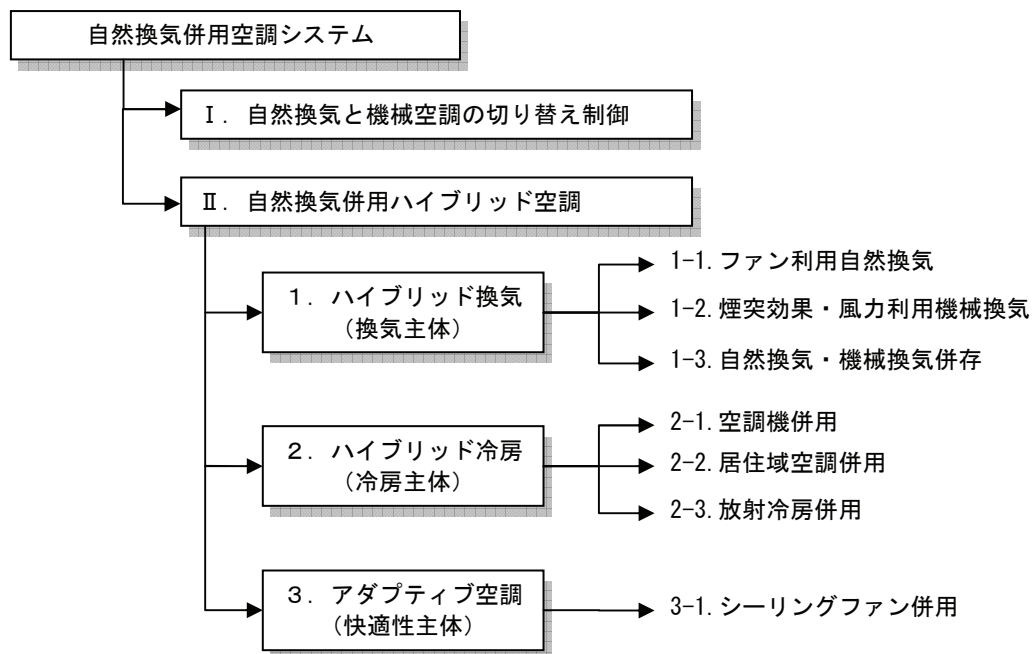 自然換気併用空調システム
Ⅰ．自然換気と機械空調の切り替え制御
Ⅱ．自然換気併用ハイブリッド空調
１．ハイブリッド換気
（換気主体）
1-1.ファン利用自然換気
1-2.煙突効果・風力利用機械換気
1-3.自然換気・機械換気併存
２．ハイブリッド冷房
（冷房主体）
2-1.空調機併用
2-2.居住域空調併用
2-3.放射冷房併用
３．アダプティブ空調
（快適性主体）
3-1.シーリングファン併用